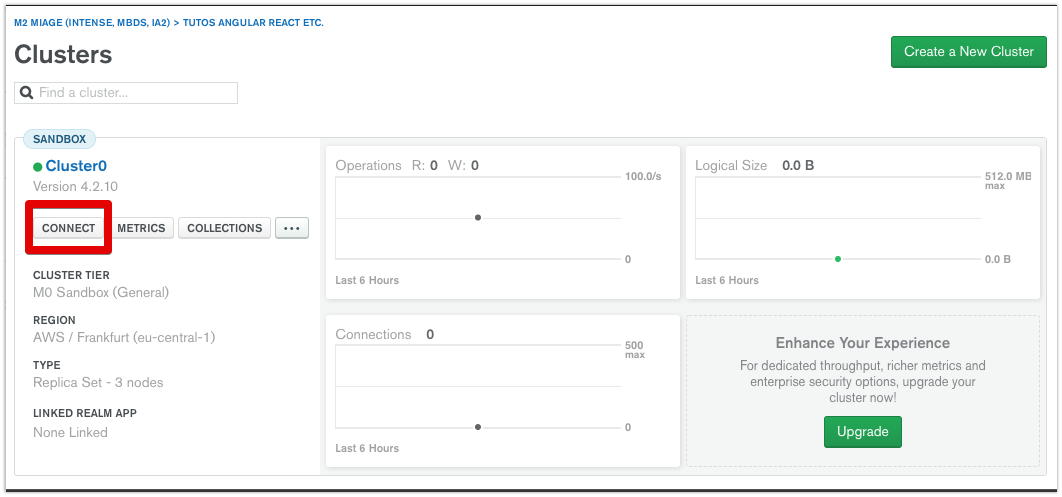 M2 MIAGE (INTENSE, MBDS, IA2) > TUTOS ANGULAR REACT ETC.
Clusters
Create a New Cluster
Find a cluster...
SANDBOX
Cluster0
Version 4.2.10
CONNECT
METRICS
COLLECTIONS
...
CLUSTER TIER
M0 Sandbox (General)
REGION
AWS / Frankfurt (eu-central-1)
TYPE
Replica Set - 3 nodes
LINKED REALM APP
None Linked
Operations R: 0 W: 0
100.0/s
0
Last 6 Hours
Logical Size 0.0 B
512.0 MB
max
0.0 B
Last 6 Hours
Connections 0
500
max
0
Last 6 Hours
Enhance Your Experience
For dedicated throughput, richer metrics and
enterprise security options, upgrade your
cluster now!
Upgrade